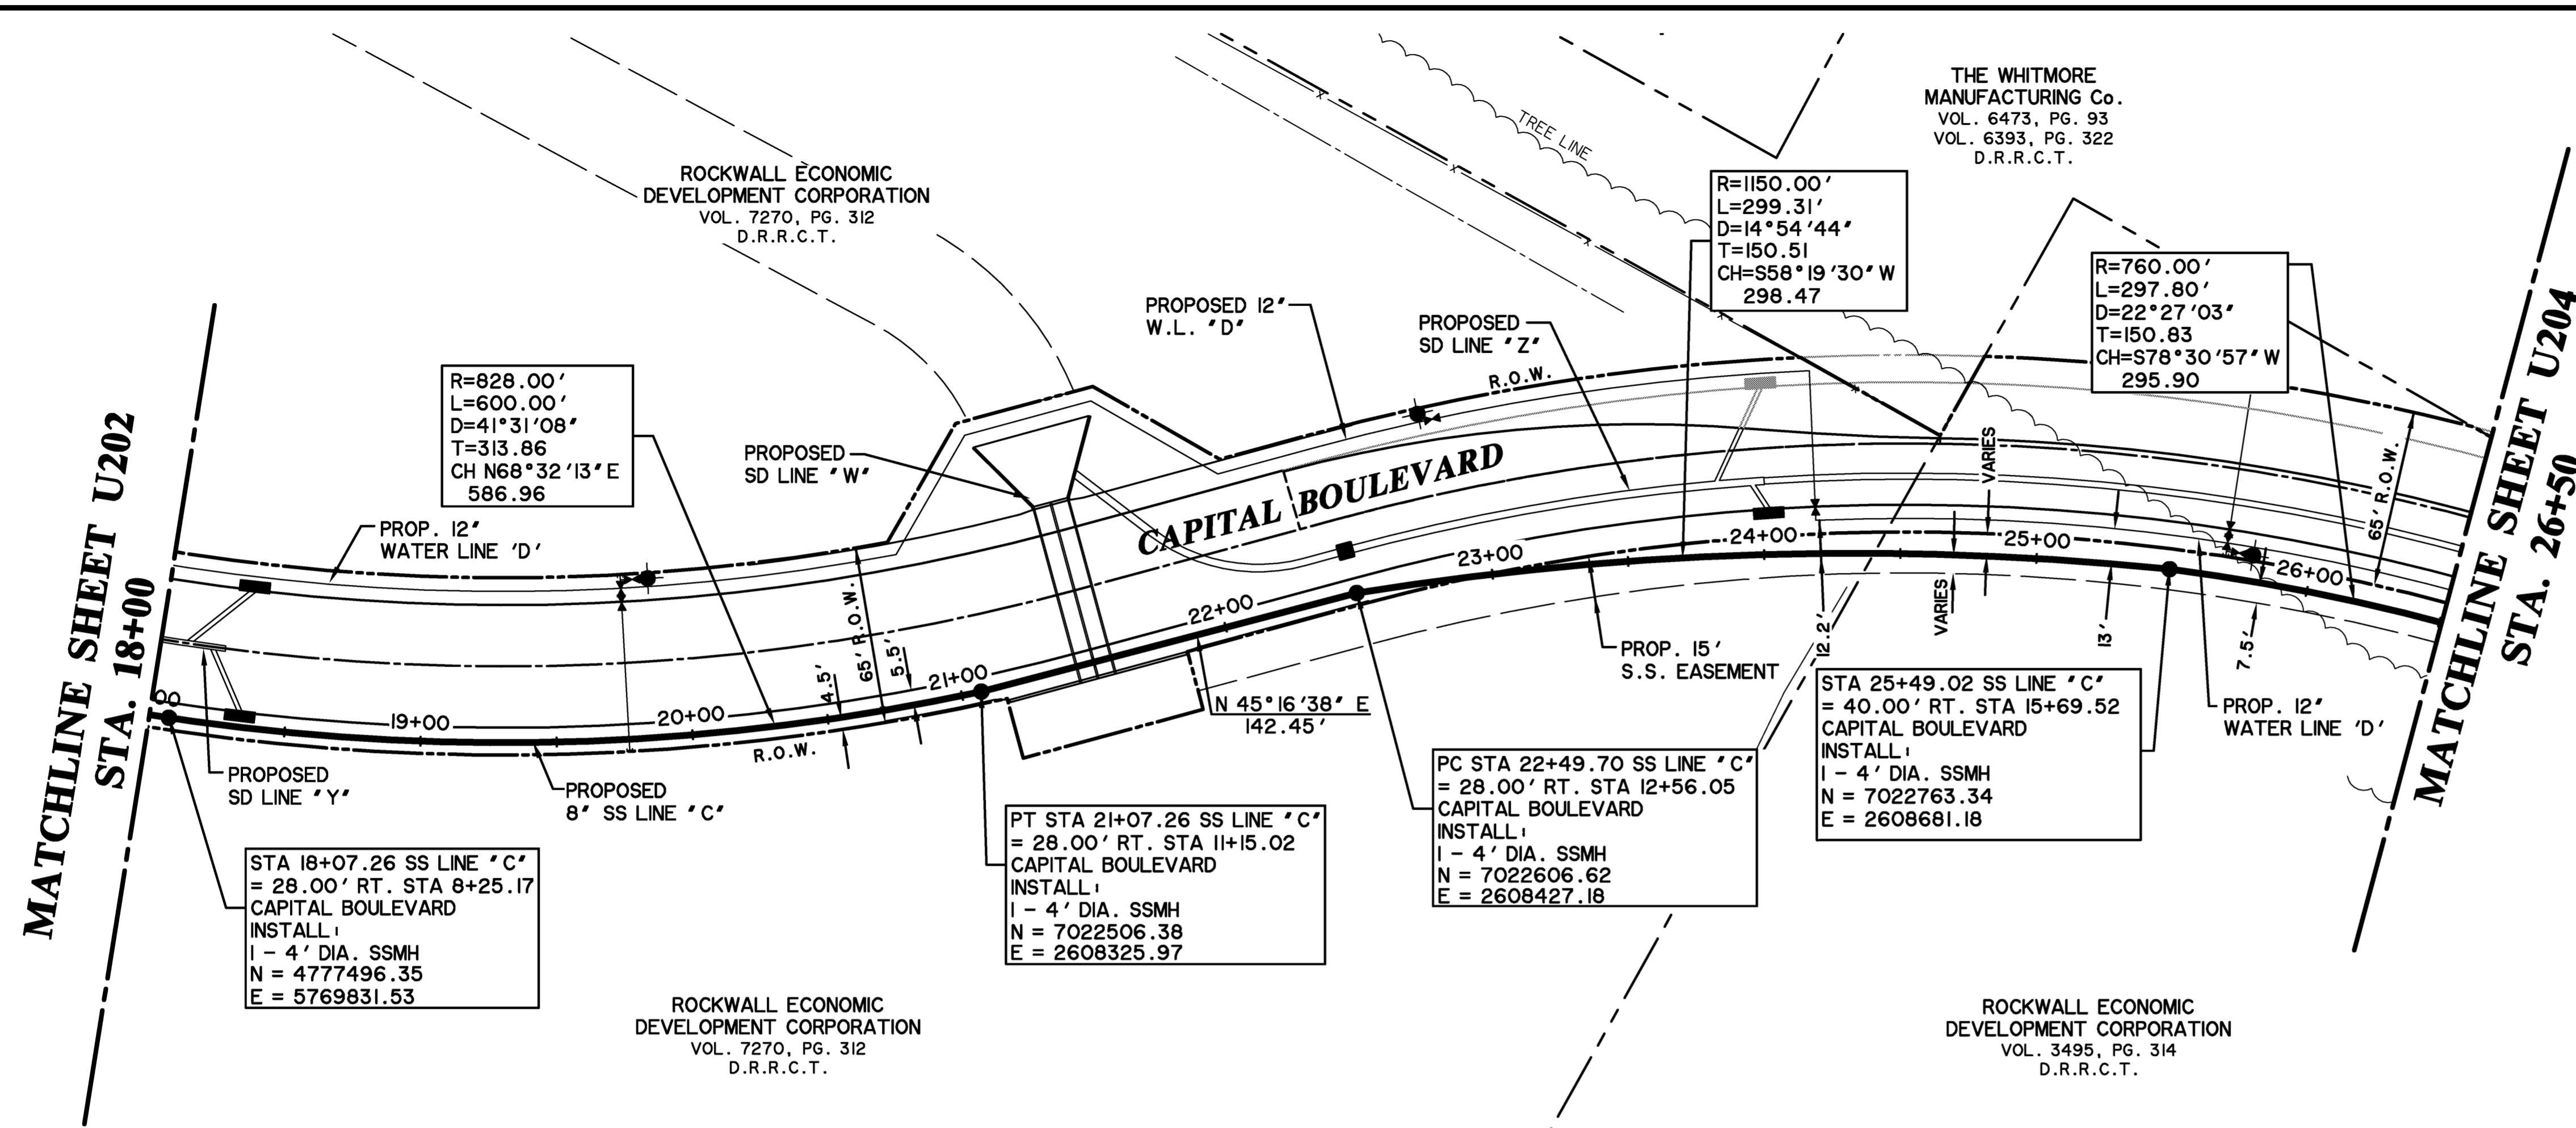 THE WHITMORE
MANUFACTURING Co.
VOL. 6473, PG. 93
VOL. 6393, PG. 322
D.R.R.C.T.
TREE LINE
ROCKWALL ECONOMIC
DEVELOPMENT CORPORATION
VOL. 7270, PG. 312
D.R.R.C.T.
R=1150.00'
L=299.31'
D=14°54'44"
T=150.51
CH=S58°19'30" W
298.47
R=760.00'
L=297.80'
D=22°27'03"
T=150.83
CH=S78°30'57" W
295.90
PROPOSED 12"
W.L. "D"
PROPOSED
SD LINE "Z"
R.O.W.
R=828.00'
L=600.00'
D=41°31'08"
T=313.86
CH N68°32'13" E
586.96
PROPOSED
SD LINE "W"
CAPITAL BOULEVARD
PROP. 12"
WATER LINE 'D'
MATCHLINE SHEET U202
STA. 18+00
MATCHLINE SHEET U204
STA. 26+50
65' R.O.W.
VARIES
VARIES
65' R.O.W.
4.5'
5.5'
12.2'
13'
7.5'
00
19+00
20+00
21+00
22+00
23+00
24+00
25+00
26+00
R.O.W.
N 45°16'38" E
142.45'
PROP. 15'
S.S. EASEMENT
PROP. 12"
WATER LINE 'D'
PROPOSED
SD LINE "Y"
PROPOSED
8" SS LINE "C"
STA 18+07.26 SS LINE "C"
= 28.00' RT. STA 8+25.17
CAPITAL BOULEVARD
INSTALL:
1 - 4' DIA. SSMH
N = 4777496.35
E = 5769831.53
PT STA 21+07.26 SS LINE "C"
= 28.00' RT. STA 11+15.02
CAPITAL BOULEVARD
INSTALL:
1 - 4' DIA. SSMH
N = 7022506.38
E = 2608325.97
PC STA 22+49.70 SS LINE "C"
= 28.00' RT. STA 12+56.05
CAPITAL BOULEVARD
INSTALL:
1 - 4' DIA. SSMH
N = 7022606.62
E = 2608427.18
STA 25+49.02 SS LINE "C"
= 40.00' RT. STA 15+69.52
CAPITAL BOULEVARD
INSTALL:
1 - 4' DIA. SSMH
N = 7022763.34
E = 2608681.18
ROCKWALL ECONOMIC
DEVELOPMENT CORPORATION
VOL. 7270, PG. 312
D.R.R.C.T.
ROCKWALL ECONOMIC
DEVELOPMENT CORPORATION
VOL. 3495, PG. 314
D.R.R.C.T.